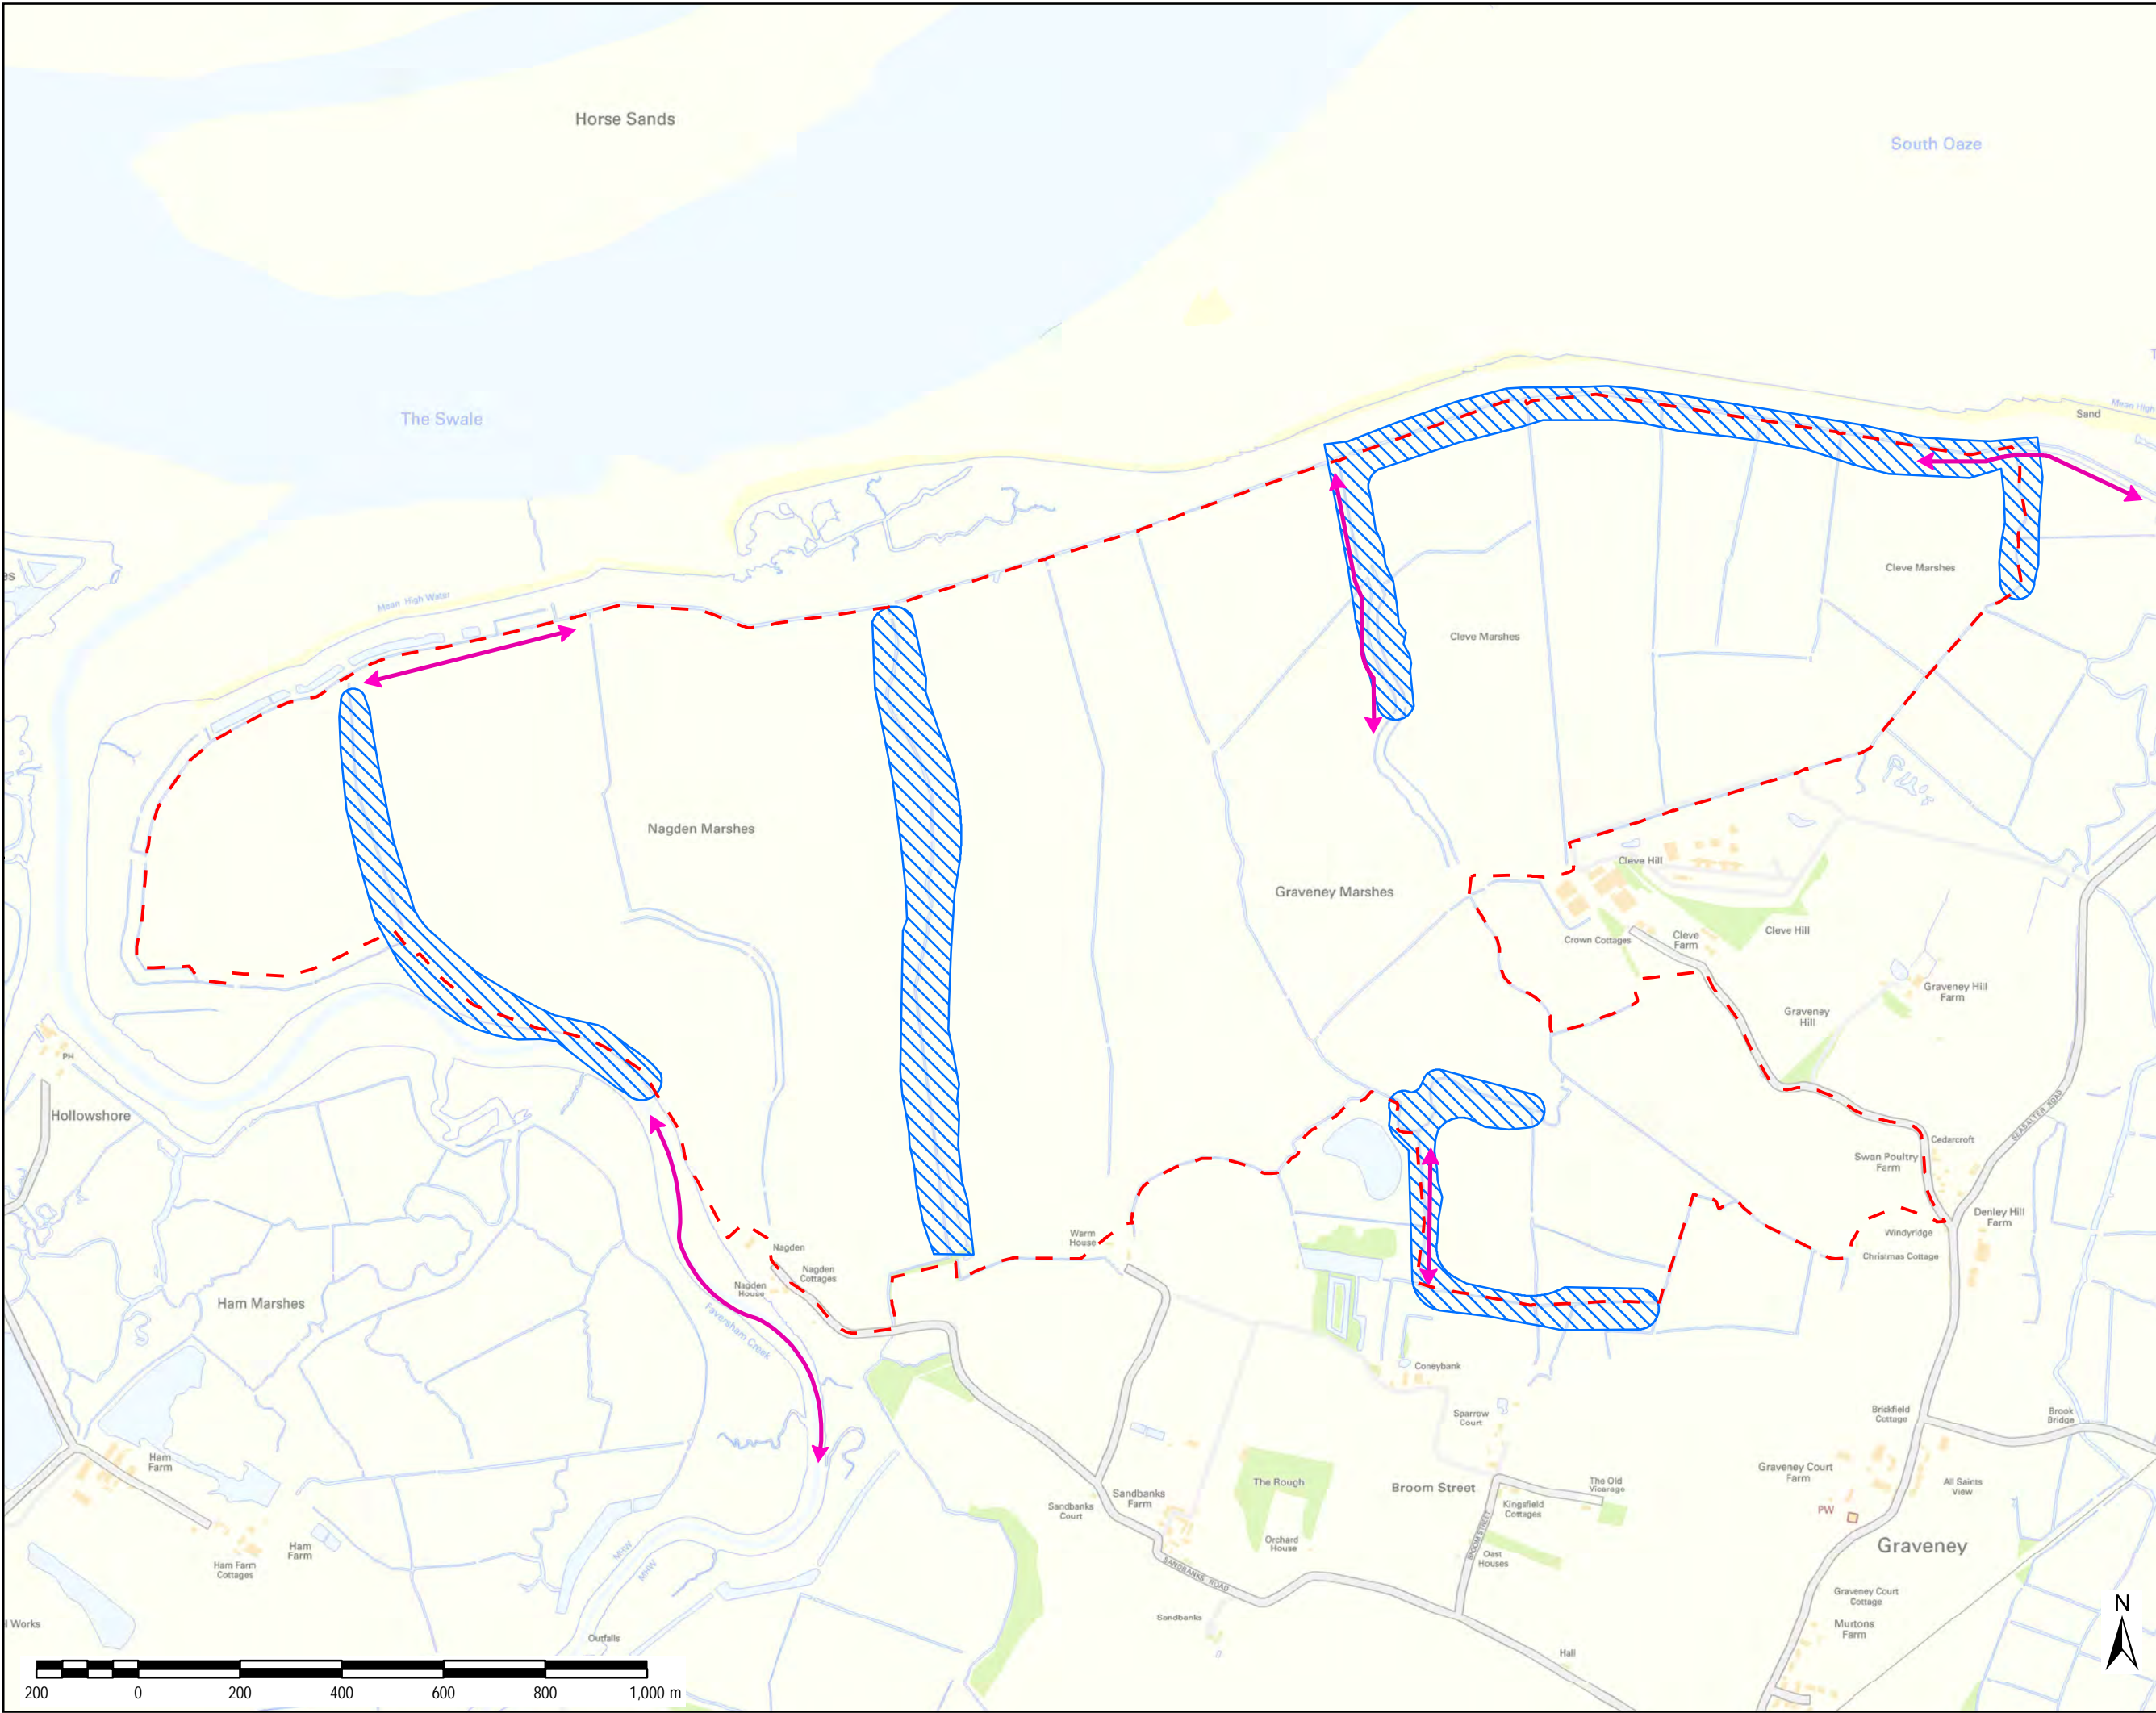 Horse Sands
South Oaze
The Swale
Sand
Mean High
es
Mean High Water
Cleve Marshes
Cleve Marshes
Nagden Marshes
Graveney Marshes
Cleve Hill
Crown Cottages
Cleve
Farm
Cleve Hill
Graveney Hill
Farm
Graveney
Hill
PH
Hollowshore
SEASALTER ROAD
Cedarcroft
Swan Poultry
Farm
Denley Hill
Farm
Windyridge
Christmas Cottage
Warm
House
Nagden
Nagden
Cottages
Nagden
House
Ham Marshes
Faversham Creek
Coneybank
Sparrow
Court
Brickfield
Cottage
Brook
Bridge
Ham
Farm
Graveney Court
Farm
All Saints
View
The Rough
Broom Street
The Old
Vicarage
Sandbanks
Farm
Sandbanks
Court
Kingsfield
Cottages
PW
Orchard
House
BROOM STREET
Oast
Houses
Graveney
Ham
Farm
Ham Farm
Cottages
MHW
MHW
SANDBANKS ROAD
Graveney Court
Cottage
Sandbanks
Murtons
Farm
l Works
Outfalls
Hall
N
200 0 200 400 600 800 1,000 m